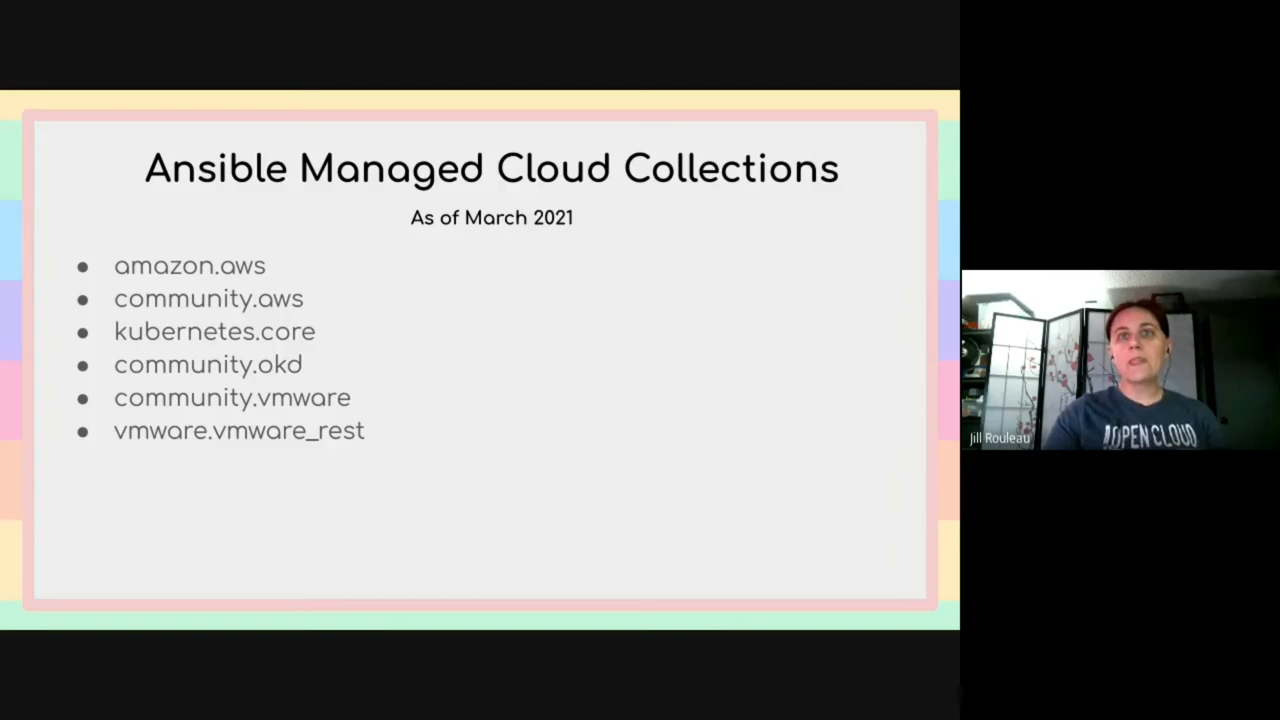 Ansible Managed Cloud Collections
As of March 2021
● amazon.aws
● community.aws
● kubernetes.core
● community.okd
● community.vmware
● vmware.vmware_rest
Jill Rouleau
OPEN CLOUD